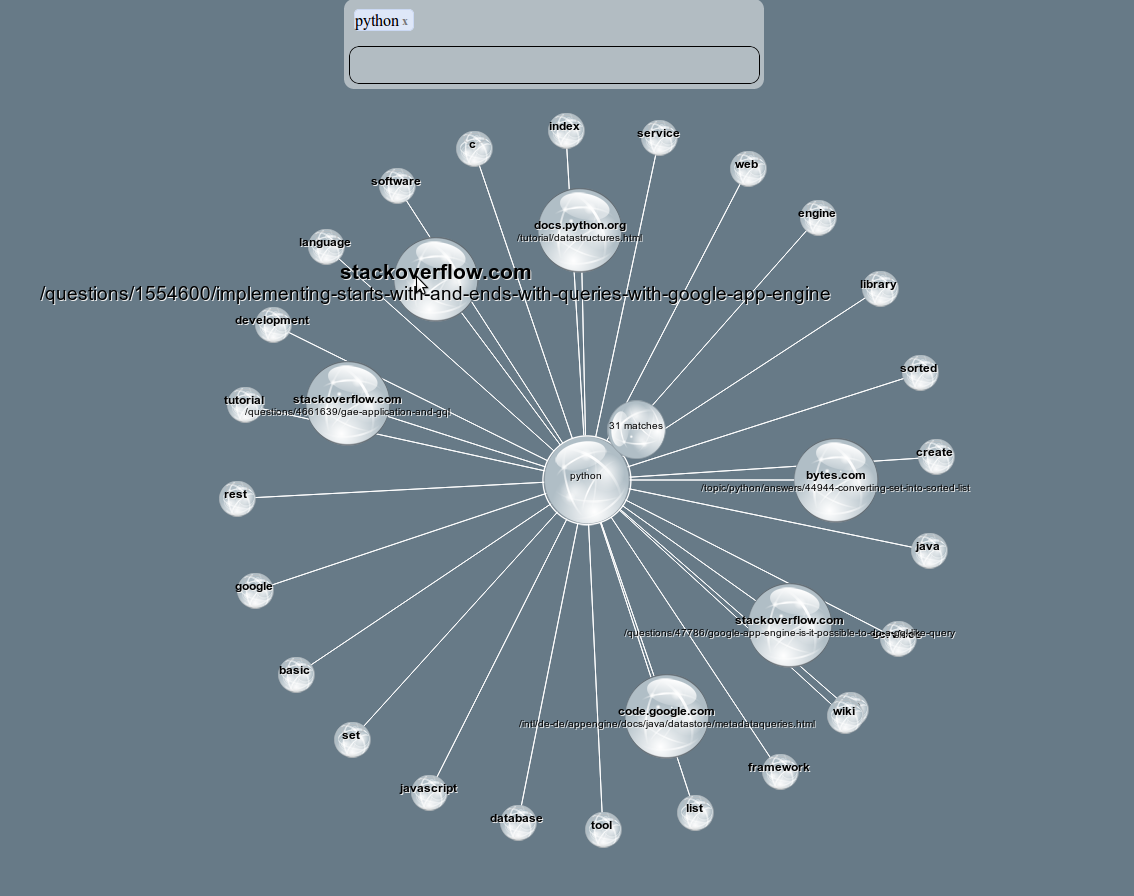 python x
index
service
c
web
software
engine
docs.python.org
/tutorial/datastructures.html
language
stackoverflow.com
/questions/1554600/implementing-starts-with-and-ends-with-queries-with-google-app-engine
library
development
sorted
tutorial
stackoverflow.com
/questions/4661639/gae-application-and-gql
31 matches
create
python
bytes.com
/topic/python/answers/44944-converting-set-into-sorted-list
rest
java
google
stackoverflow.com
/questions/47786/google-app-engine-is-it-possible-to-do-a-gql-like-query
basic
code.google.com
/intl/de-de/appengine/docs/java/datastore/metadataqueries.html
wiki
set
framework
javascript
list
database
tool